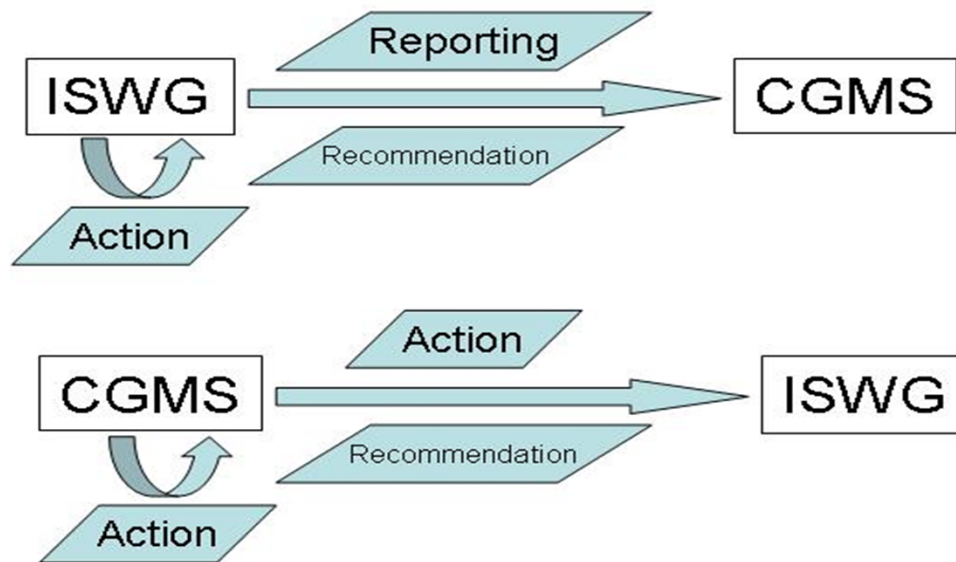 Reporting
ISWG
CGMS
Recommendation
Action
Action
CGMS
ISWG
Recommendation
Action